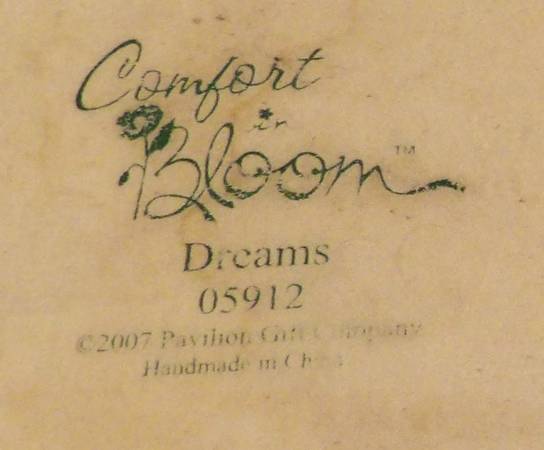 Comfort
in
Bloom™
Dreams
05912
©2007 Pavilion Gift Company
Handmade in China